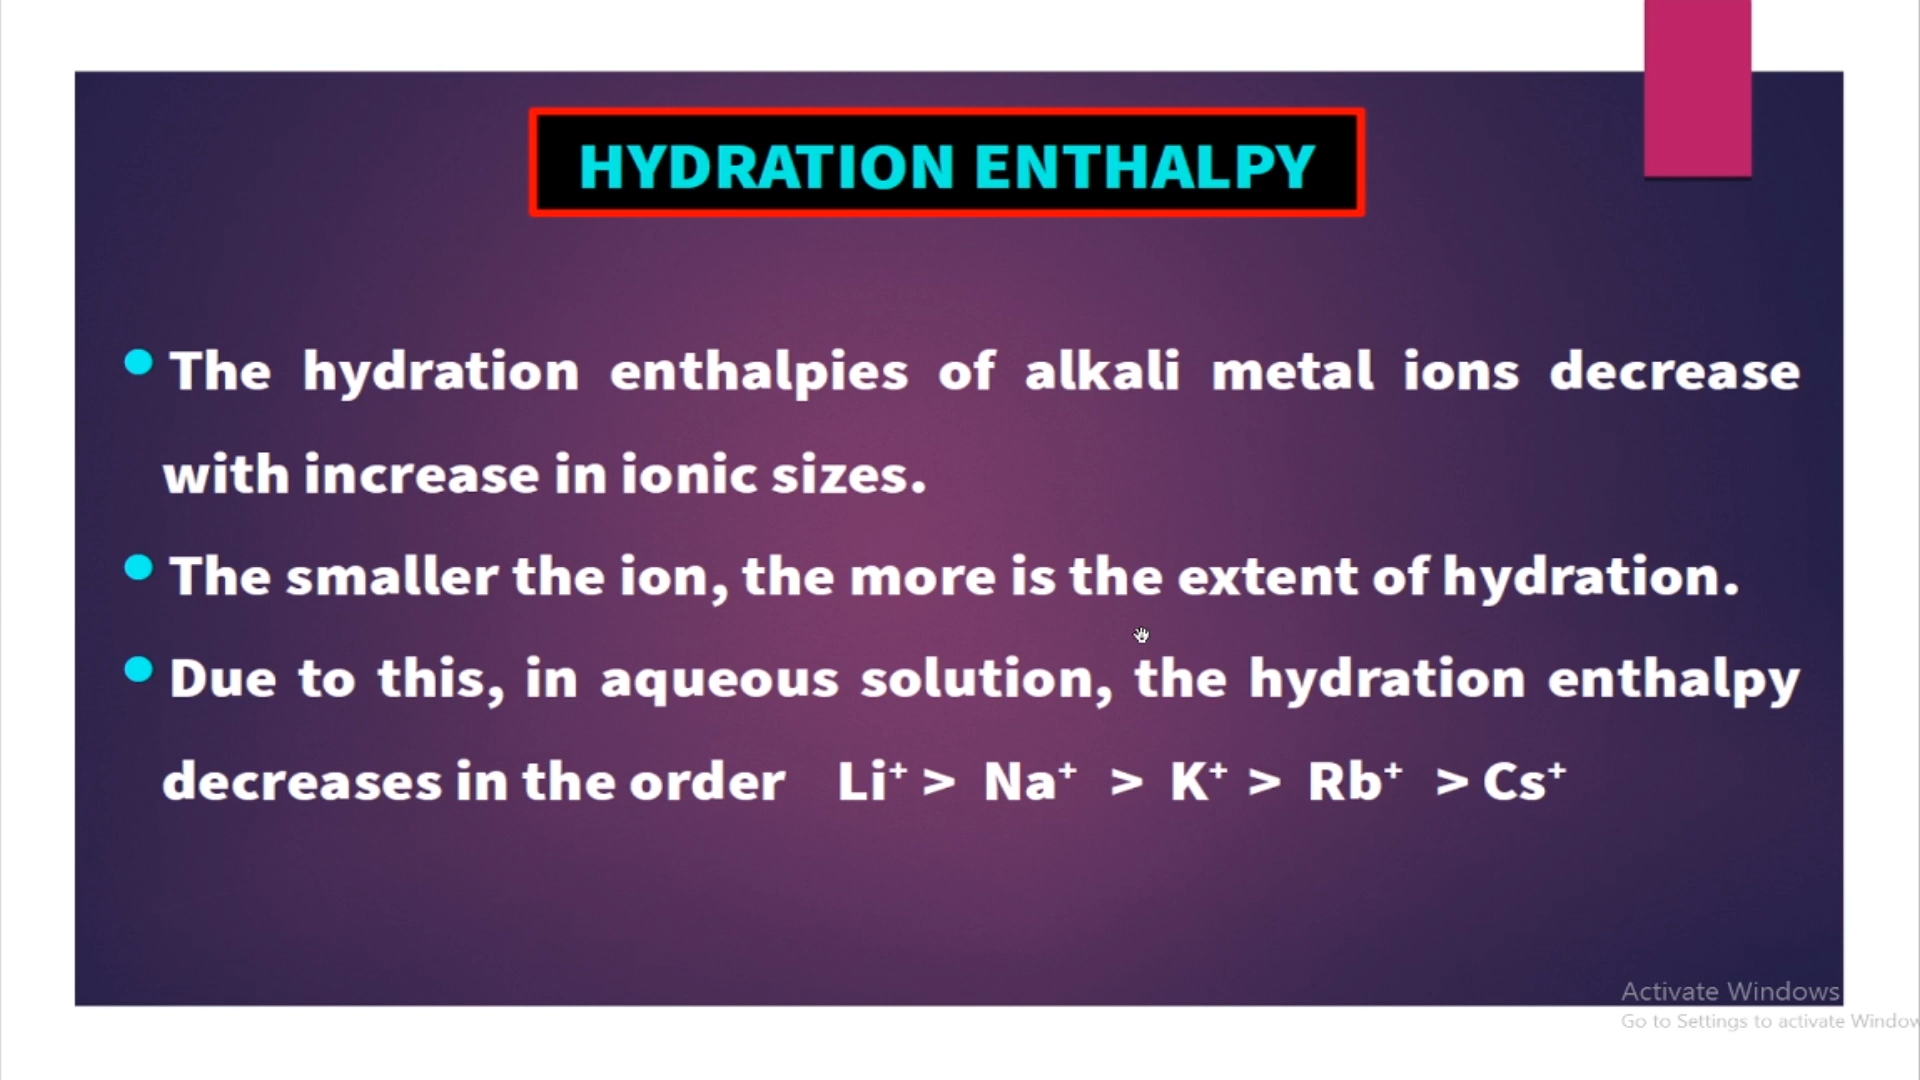 HYDRATION ENTHALPY
The hydration enthalpies of alkali metal ions decrease
with increase in ionic sizes.
The smaller the ion, the more is the extent of hydration.
Due to this, in aqueous solution, the hydration enthalpy
decreases in the order Li⁺ > Na⁺ > K⁺ > Rb⁺ > Cs⁺
Activate Windows
Go to Settings to activate Window